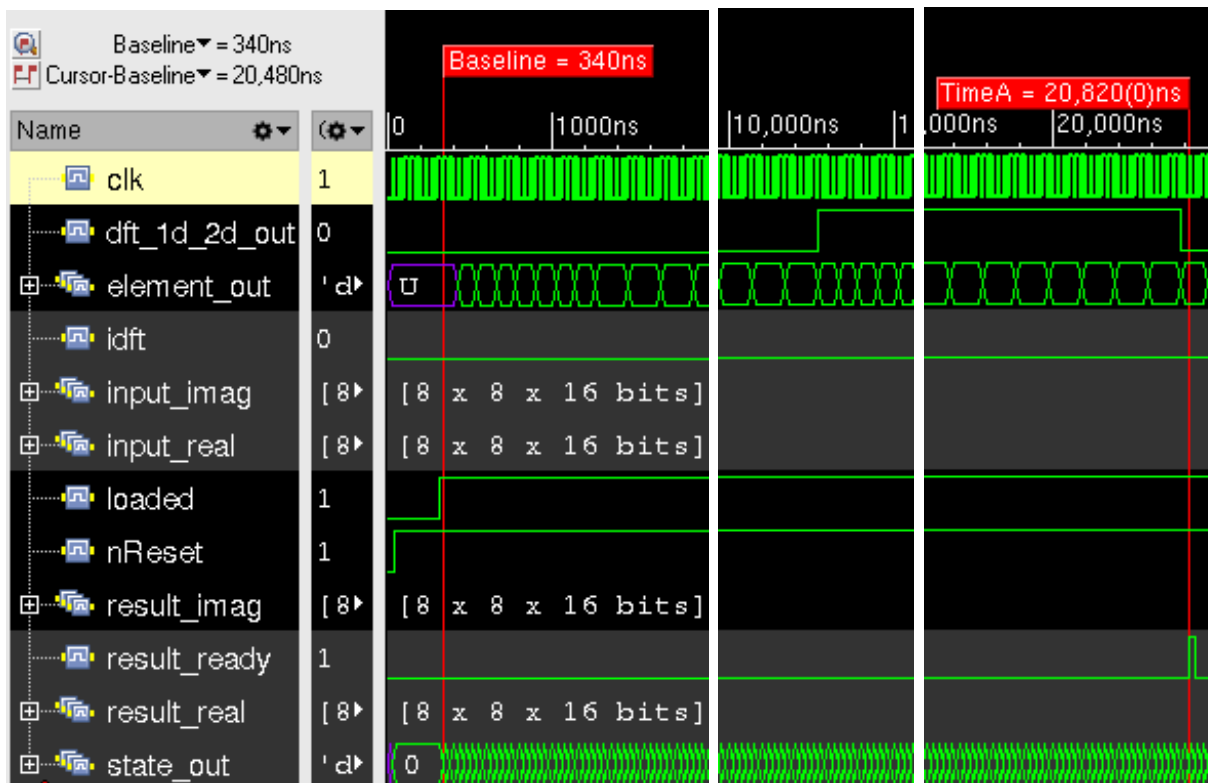 Baseline▾ = 340ns
Cursor-Baseline▾ = 20,480ns
Baseline = 340ns
TimeA = 20,820(0)ns
Name
0 1000ns 10,000ns 1 ,000ns 20,000ns
clk 1
dft_1d_2d_out 0
element_out 'd U
idft 0
input_imag [8 [8 x 8 x 16 bits]
input_real [8 [8 x 8 x 16 bits]
loaded 1
nReset 1
result_imag [8 [8 x 8 x 16 bits]
result_ready 1
result_real [8 [8 x 8 x 16 bits]
state_out 'd 0